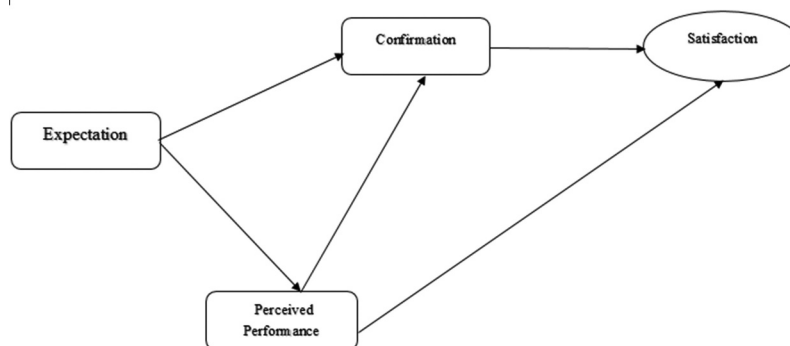 Confirmation
Satisfaction
Expectation
Perceived
Performance